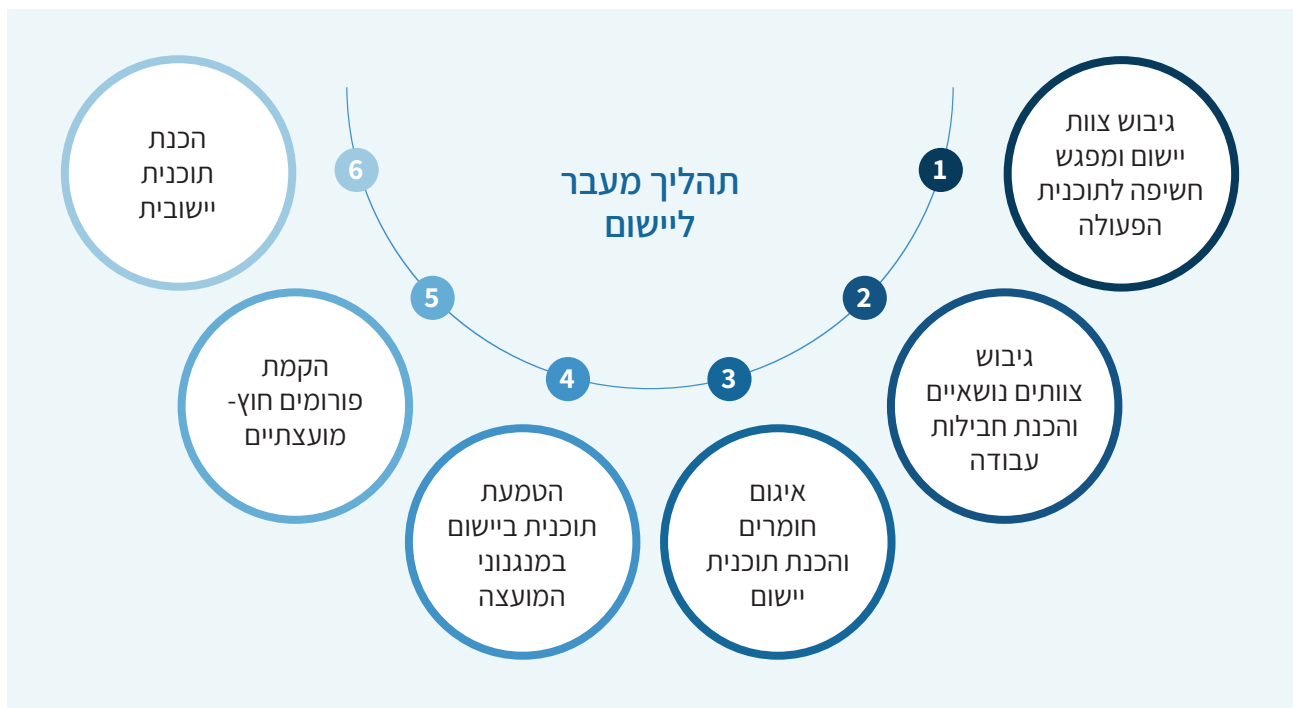 תהליך מעבר
ליישום
1
גיבוש צוות
יישום ומפגש
חשיפה לתוכנית
הפעולה
2
גיבוש
צוותים נושאיים
והכנת חבילות
עבודה
3
איגום
חומרים
והכנת תוכנית
יישום
4
הטמעת
תוכנית ביישום
במנגנוני
המועצה
5
הקמת
פורומים חוץ-
מועצתיים
6
הכנת
תוכנית
יישובית